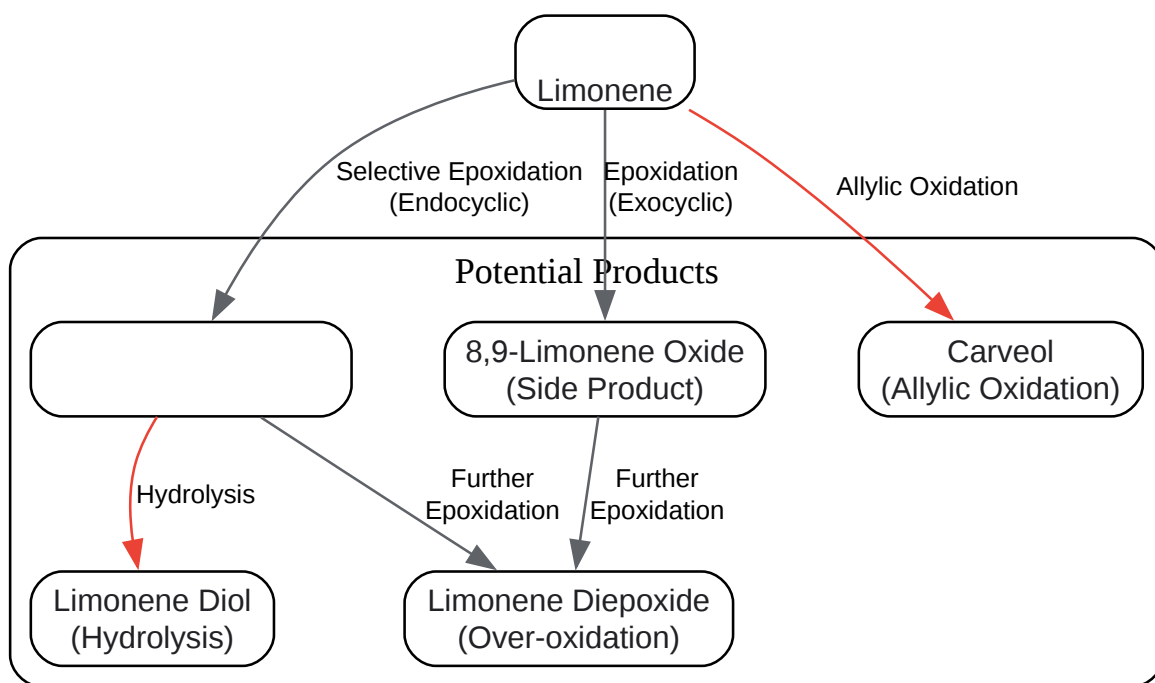 Limonene
Selective Epoxidation
(Endocyclic)
Epoxidation
(Exocyclic)
Allylic Oxidation
Potential Products
8,9-Limonene Oxide
(Side Product)
Carveol
(Allylic Oxidation)
Hydrolysis
Further
Epoxidation
Further
Epoxidation
Limonene Diol
(Hydrolysis)
Limonene Diepoxide
(Over-oxidation)